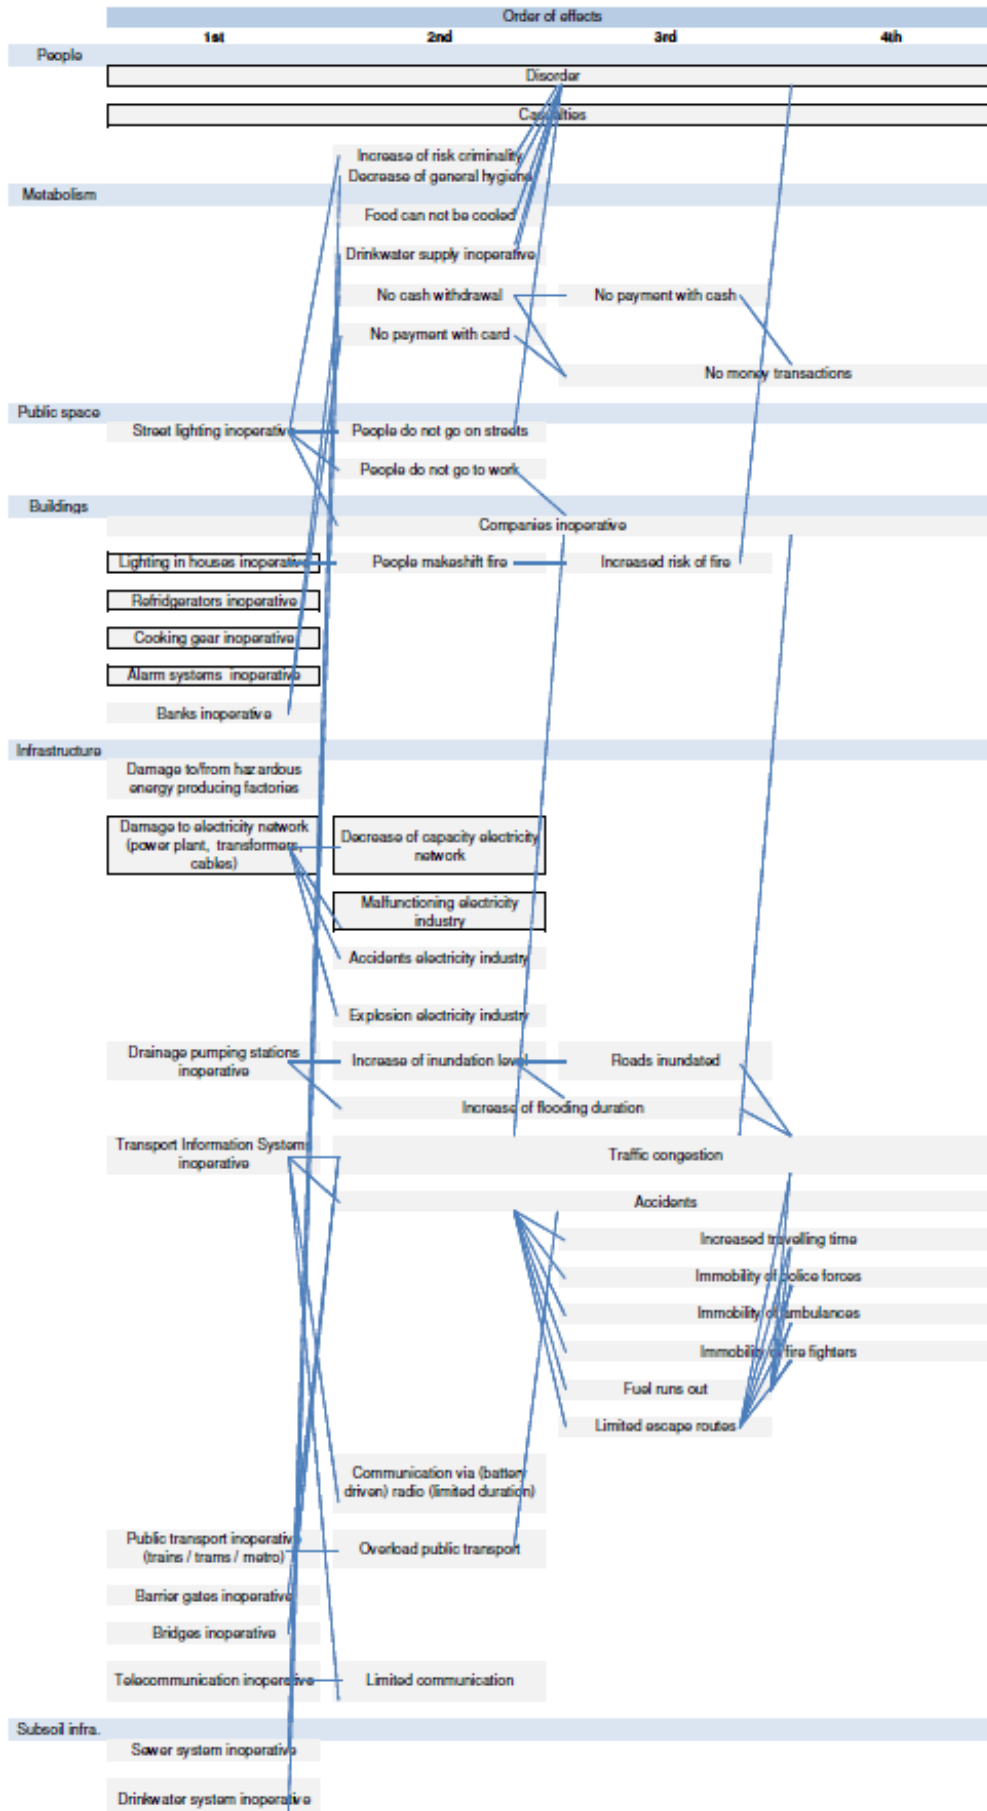 Order of effects
1st 2nd 3rd 4th
People
Disorder
Casualties
Increase of risk criminality
Decrease of general hygiene
Metabolism
Food can not be cooled
Drinkwater supply inoperative
No cash withdrawal No payment with cash
No payment with card
No money transactions
Public space
Street lighting inoperative People do not go on streets
People do not go to work
Buildings
Companies inoperative
Lighting in houses inoperative People makeshift fire Increased risk of fire
Refridgerators inoperative
Cooking gear inoperative
Alarm systems inoperative
Banks inoperative
Infrastructure
Damage to/from hazardous
energy producing factories
Damage to electricity network
(power plant, transformers,
cables)
Decrease of capacity electricity
network
Malfunctioning electricity
industry
Accidents electricity industry
Explosion electricity industry
Drainage pumping stations
inoperative
Increase of inundation level Roads inundated
Increase of flooding duration
Transport Information Systems
inoperative
Traffic congestion
Accidents
Increased travelling time
Immobility of police forces
Immobility of ambulances
Immobility of fire fighters
Fuel runs out
Limited escape routes
Communication via (battery
driven) radio (limited duration)
Public transport inoperative
(trains / trams / metro)
Overload public transport
Barrier gates inoperative
Bridges inoperative
Telecommunication inoperative Limited communication
Subsoil infra.
Sewer system inoperative
Drinkwater system inoperative